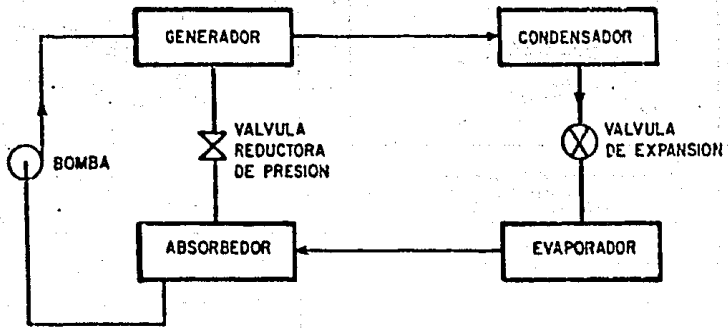 GENERADOR
CONDENSADOR
VALVULA
REDUCTORA
DE PRESION
VALVULA
DE EXPANSION
BOMBA
ABSORBEDOR
EVAPORADOR